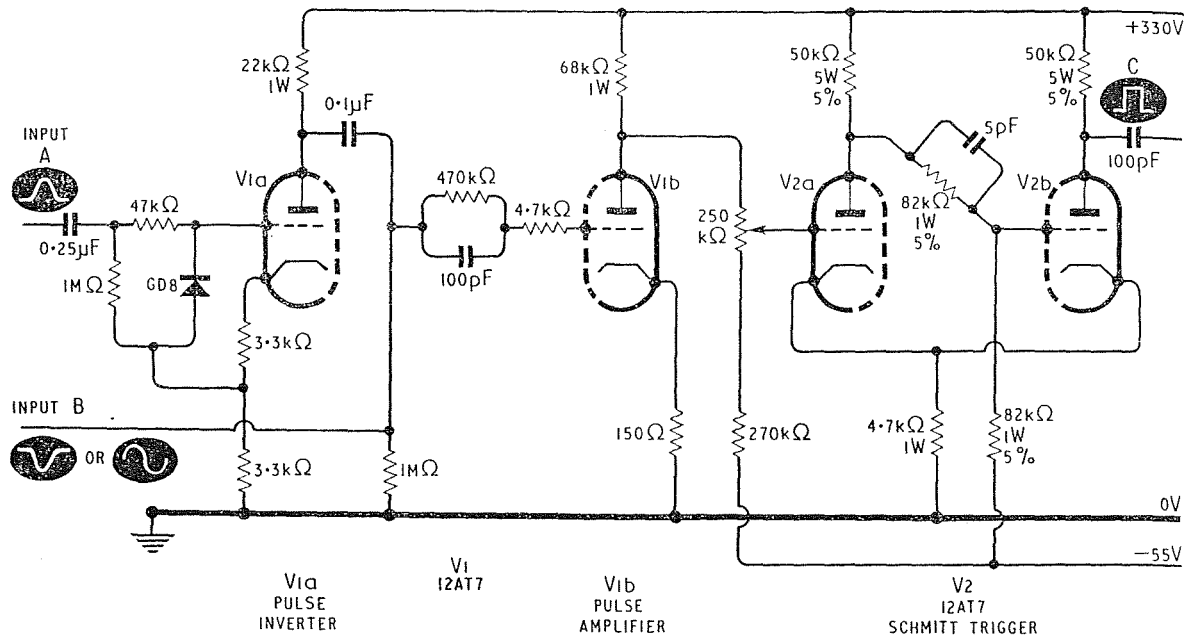 +330V
22kΩ
1W
68kΩ
1W
50kΩ
5W
5%
50kΩ
5W
5%
C
0·1µF
5pF
100pF
INPUT
A
V1a
V1b
V2a
V2b
47kΩ
470kΩ
4·7kΩ
250
kΩ
82kΩ
1W
5%
0·25µF
1MΩ
GD8
100pF
3·3kΩ
INPUT B
OR
3·3kΩ
1MΩ
150Ω
270kΩ
4·7kΩ
1W
82kΩ
1W
5%
0V
−55V
V1a
PULSE
INVERTER
V1
12AT7
V1b
PULSE
AMPLIFIER
V2
12AT7
SCHMITT TRIGGER